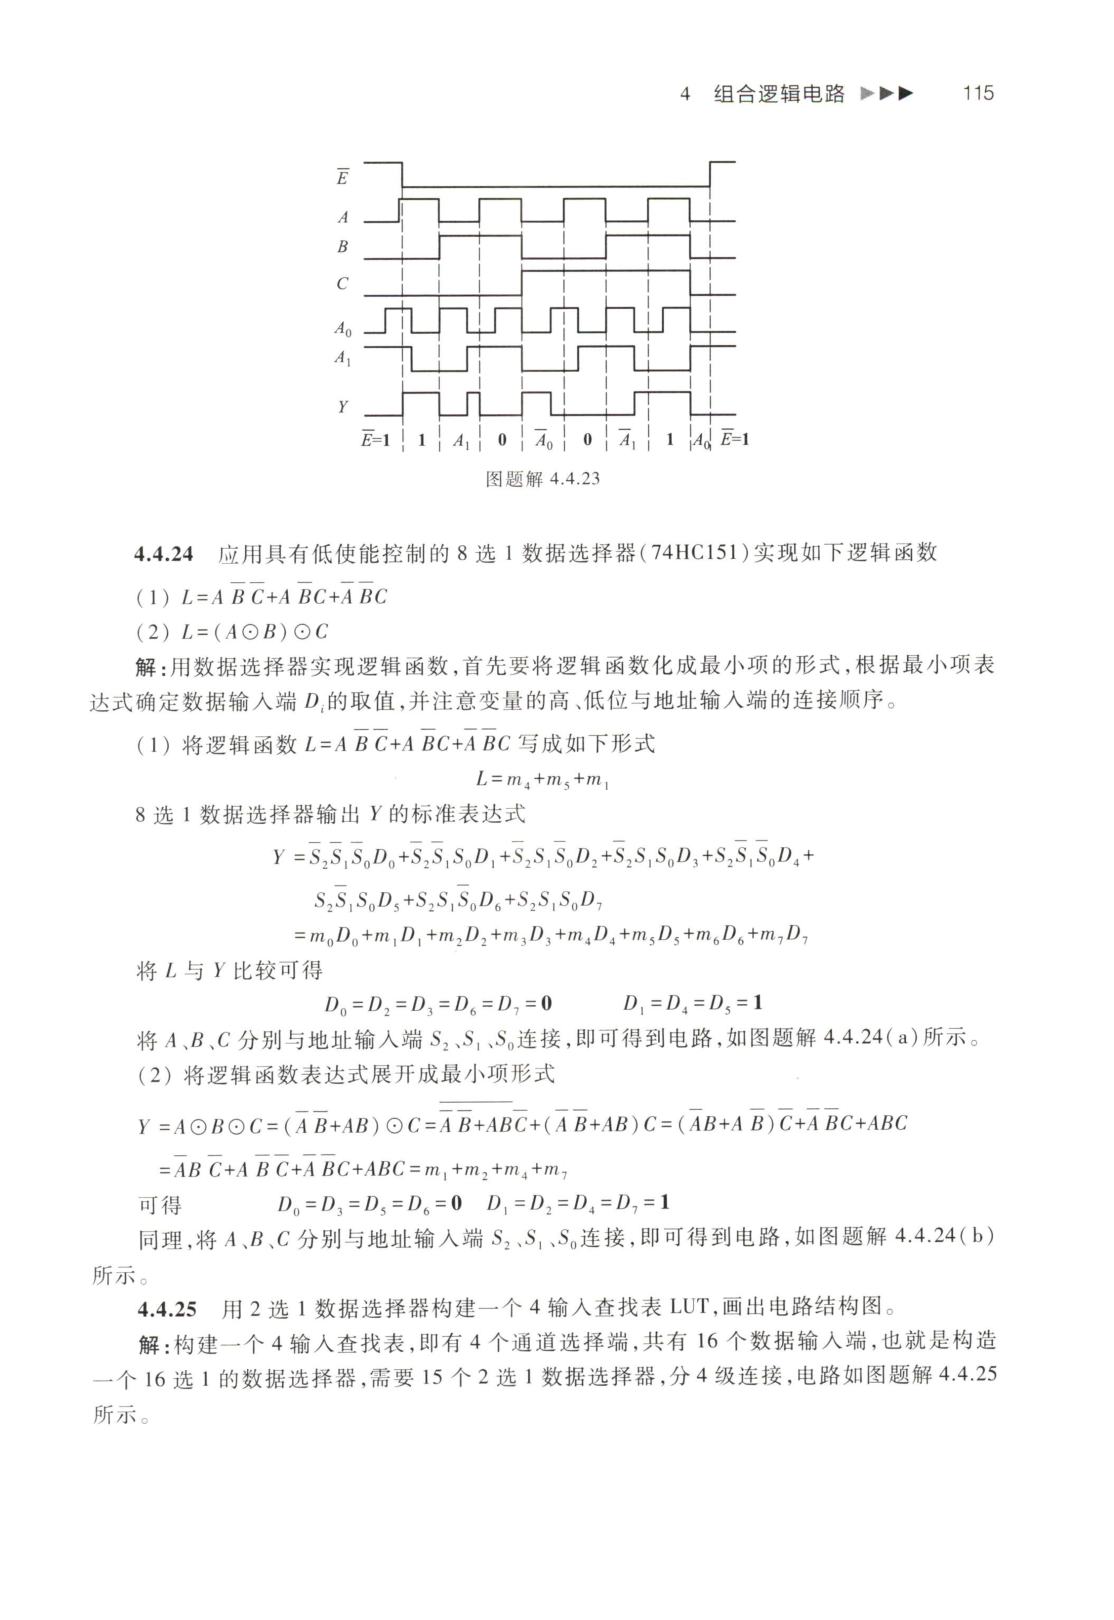 4 组合逻辑电路 ▶▶▶ 115
E̅
A
B
C
A₀
A₁
Y
E̅=1 1 A₁ 0 A̅₀ 0 A̅₁ 1 A₀ E̅=1
图题解 4.4.23
4.4.24 应用具有低使能控制的 8 选 1 数据选择器(74HC151)实现如下逻辑函数
(1) L=A B̅ C̅+A B̅C+A̅ B̅C
(2) L=(A⊙B)⊙C
解:用数据选择器实现逻辑函数,首先要将逻辑函数化成最小项的形式,根据最小项表
达式确定数据输入端 Dᵢ的取值,并注意变量的高、低位与地址输入端的连接顺序。
(1) 将逻辑函数 L=A B̅ C̅+A B̅C+A̅ B̅C 写成如下形式
L=m₄+m₅+m₁
8 选 1 数据选择器输出 Y 的标准表达式
Y =S̅₂S̅₁S̅₀D₀+S̅₂S̅₁S₀D₁+S̅₂S₁S̅₀D₂+S̅₂S₁S₀D₃+S₂S̅₁S̅₀D₄+
S₂S̅₁S₀D₅+S₂S₁S̅₀D₆+S₂S₁S₀D₇
=m₀D₀+m₁D₁+m₂D₂+m₃D₃+m₄D₄+m₅D₅+m₆D₆+m₇D₇
将 L 与 Y 比较可得
D₀=D₂=D₃=D₆=D₇=0 D₁=D₄=D₅=1
将 A、B、C 分别与地址输入端 S₂、S₁、S₀连接,即可得到电路,如图题解 4.4.24(a)所示。
(2) 将逻辑函数表达式展开成最小项形式
Y =A⊙B⊙C=(A̅ B̅+AB)⊙C=\overline{A̅ B̅+AB}C̅+(A̅ B̅+AB)C=(A̅B+A B̅)C̅+A̅ B̅C+ABC
=A̅B C̅+A B̅ C̅+A̅ B̅C+ABC=m₁+m₂+m₄+m₇
可得 D₀=D₃=D₅=D₆=0 D₁=D₂=D₄=D₇=1
同理,将 A、B、C 分别与地址输入端 S₂、S₁、S₀连接,即可得到电路,如图题解 4.4.24(b)
所示。
4.4.25 用 2 选 1 数据选择器构建一个 4 输入查找表 LUT,画出电路结构图。
解:构建一个 4 输入查找表,即有 4 个通道选择端,共有 16 个数据输入端,也就是构造
一个 16 选 1 的数据选择器,需要 15 个 2 选 1 数据选择器,分 4 级连接,电路如图题解 4.4.25
所示。